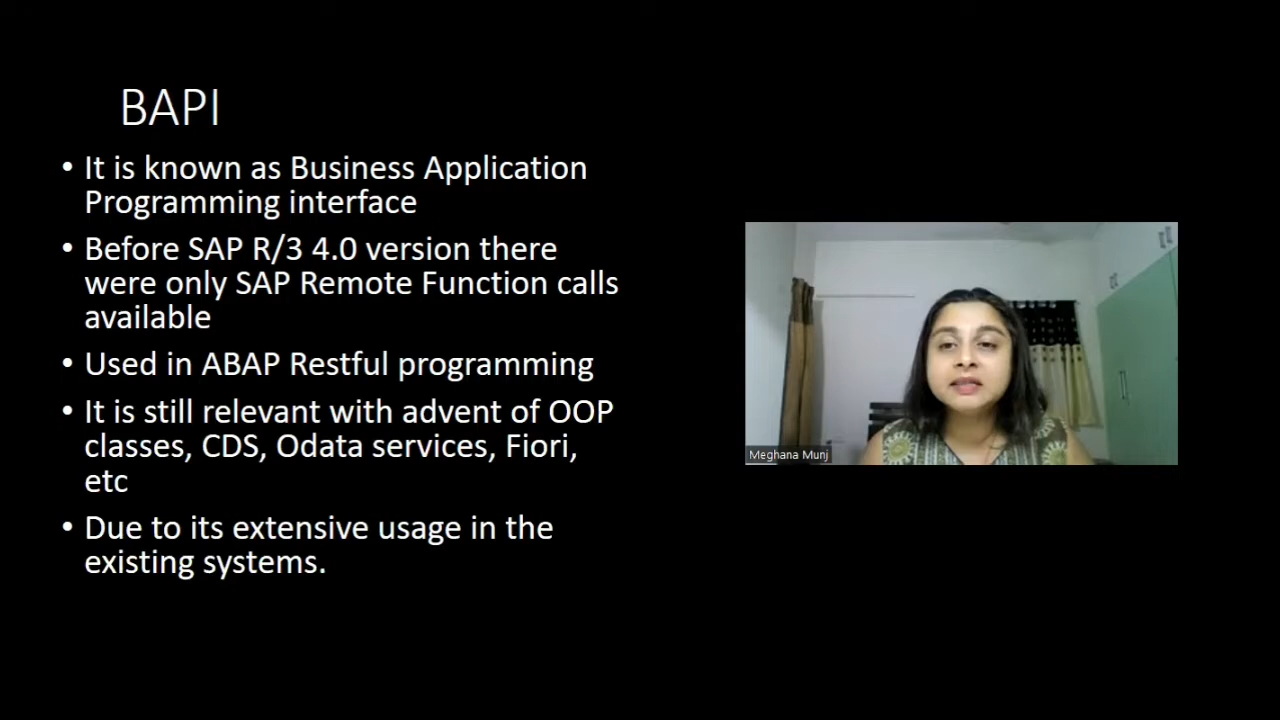 BAPI
• It is known as Business Application
Programming interface
• Before SAP R/3 4.0 version there
were only SAP Remote Function calls
available
• Used in ABAP Restful programming
• It is still relevant with advent of OOP
classes, CDS, Odata services, Fiori,
etc
• Due to its extensive usage in the
existing systems.
Meghana Munj